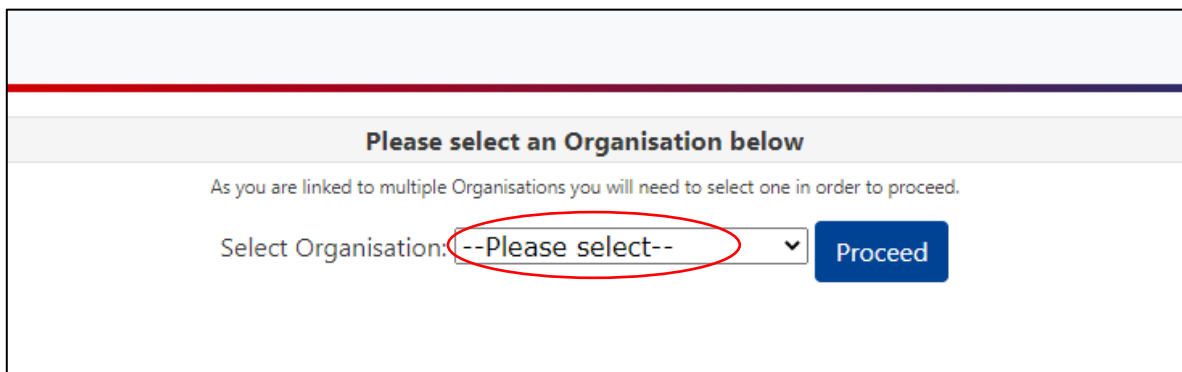 Please select an Organisation below
As you are linked to multiple Organisations you will need to select one in order to proceed.
Select Organisation: --Please select-- Proceed